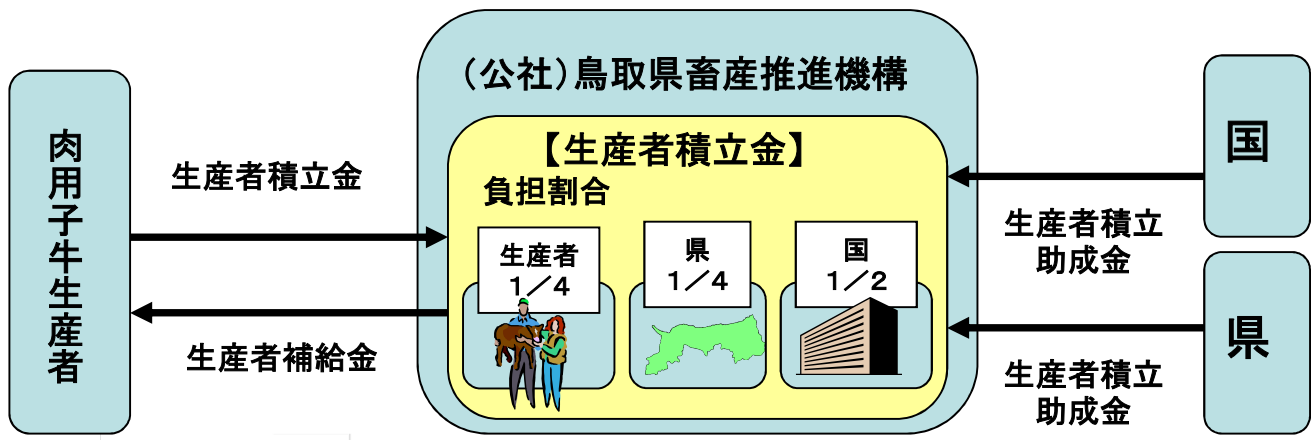 （公社）鳥取県畜産推進機構
肉用子牛生産者
生産者積立金
生産者補給金
【生産者積立金】
負担割合
生産者
１／４
県
１／４
国
１／２
国
生産者積立
助成金
県
生産者積立
助成金